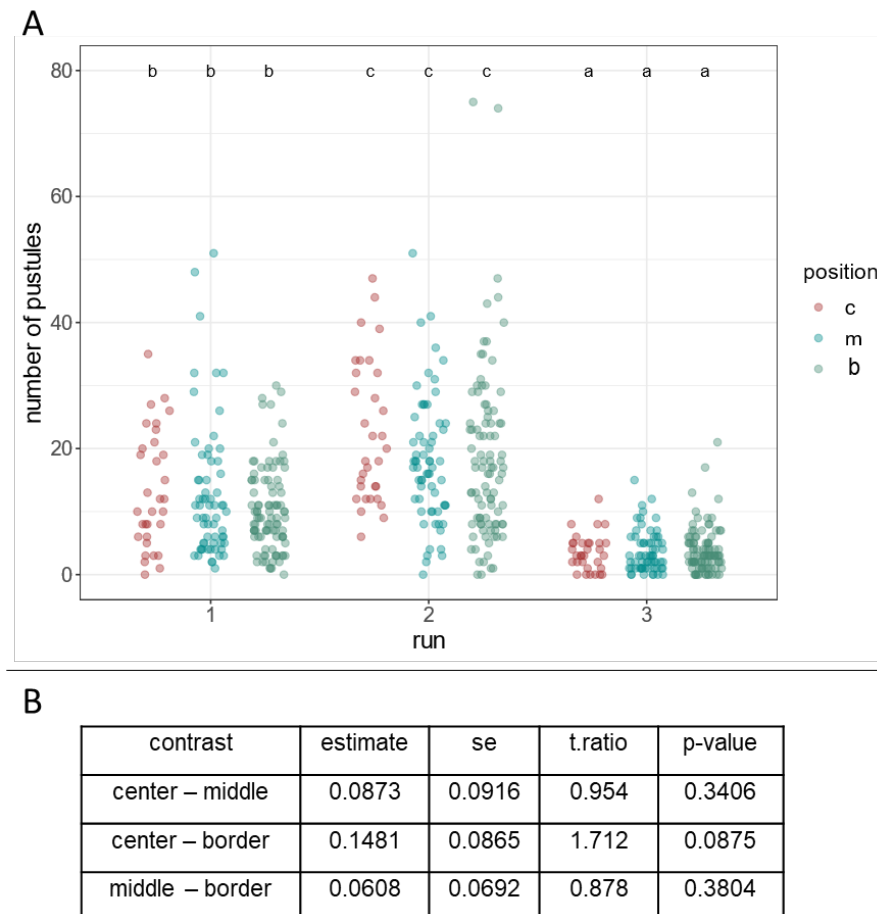 A
80 b b b c c c a a a
60
40
20
0
number of pustules
1 2 3
run
position
c
m
b
B
contrast estimate se t.ratio p-value
center – middle 0.0873 0.0916 0.954 0.3406
center – border 0.1481 0.0865 1.712 0.0875
middle – border 0.0608 0.0692 0.878 0.3804